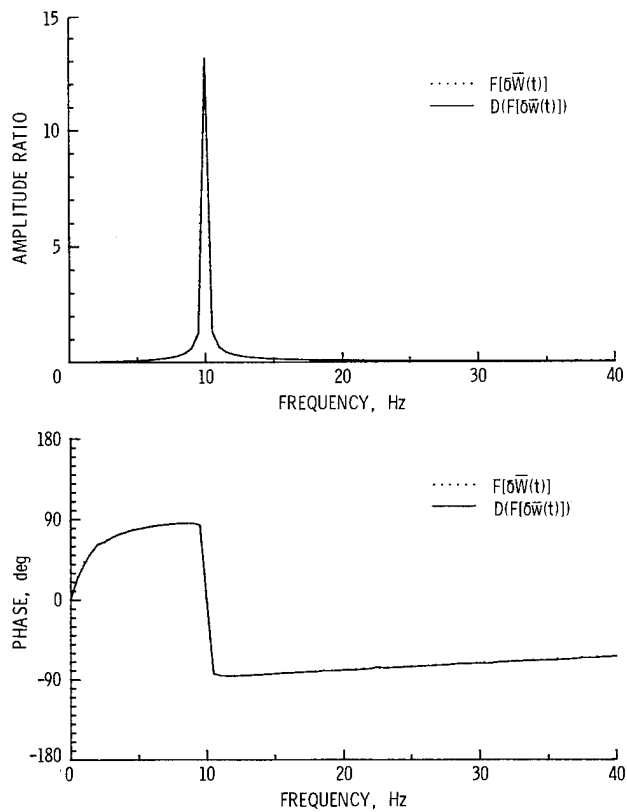 15
10
5
0
10
20
30
40
AMPLITUDE RATIO
FREQUENCY, Hz
F[δW̅(t)]
D(F[δw̅(t)])
180
90
0
-90
-180
0
10
20
30
40
PHASE, deg
FREQUENCY, Hz
F[δW̅(t)]
D(F[δw̅(t)])